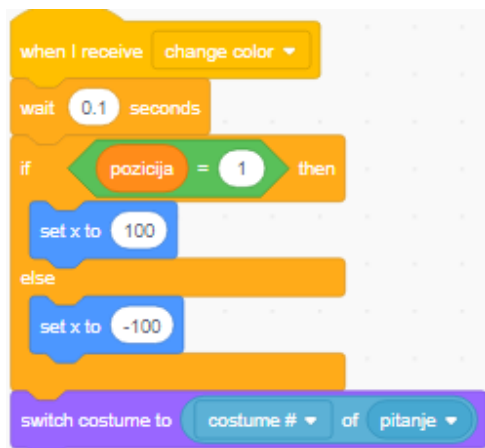 when I receive change color
wait 0.1 seconds
if pozicija = 1 then
set x to 100
else
set x to -100
switch costume to costume # of pitanje